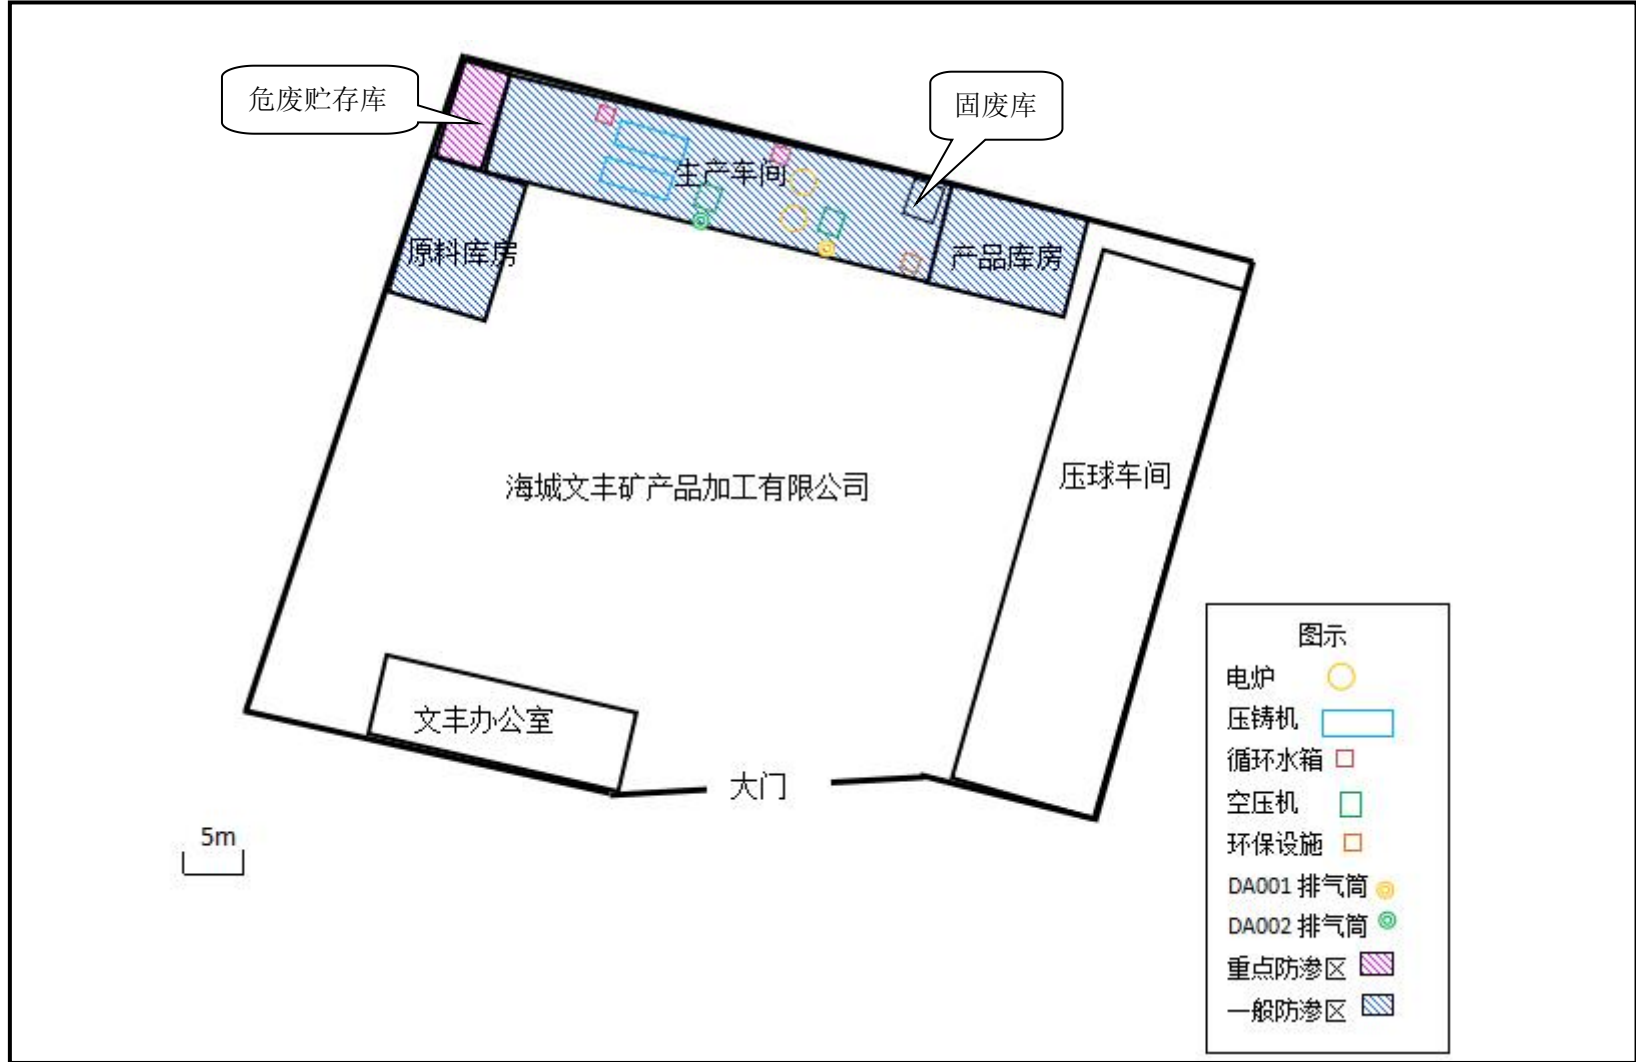 危废贮存库
固废库
生产车间
原料库房
产品库房
海城文丰矿产品加工有限公司
压球车间
文丰办公室
大门
5m
图示
电炉
压铸机
循环水箱
空压机
环保设施
DA001 排气筒
DA002 排气筒
重点防渗区
一般防渗区